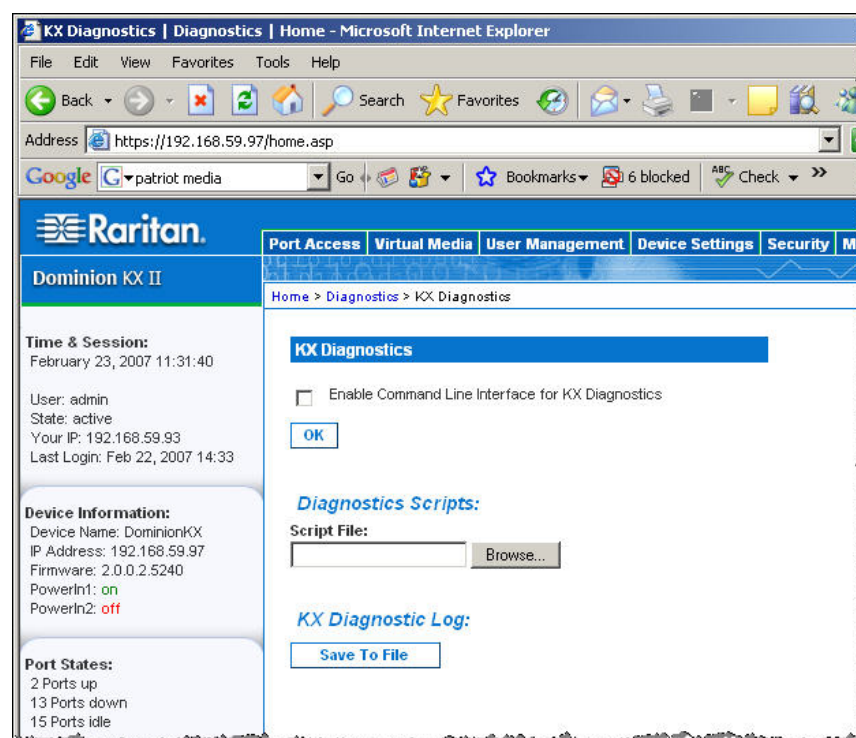 KX Diagnostics | Diagnostics | Home - Microsoft Internet Explorer
File Edit View Favorites Tools Help
Back Search Favorites
Address https://192.168.59.97/home.asp
Google G patriot media Go Bookmarks 6 blocked ABC Check »
Raritan.
Port Access Virtual Media User Management Device Settings Security M
Dominion KX II
Home > Diagnostics > KX Diagnostics
Time & Session:
February 23, 2007 11:31:40
User: admin
State: active
Your IP: 192.168.59.93
Last Login: Feb 22, 2007 14:33
Device Information:
Device Name: DominionKX
IP Address: 192.168.59.97
Firmware: 2.0.0.2.5240
PowerIn1: on
PowerIn2: off
Port States:
2 Ports up
13 Ports down
15 Ports idle
KX Diagnostics
Enable Command Line Interface for KX Diagnostics
OK
Diagnostics Scripts:
Script File:
Browse...
KX Diagnostic Log:
Save To File